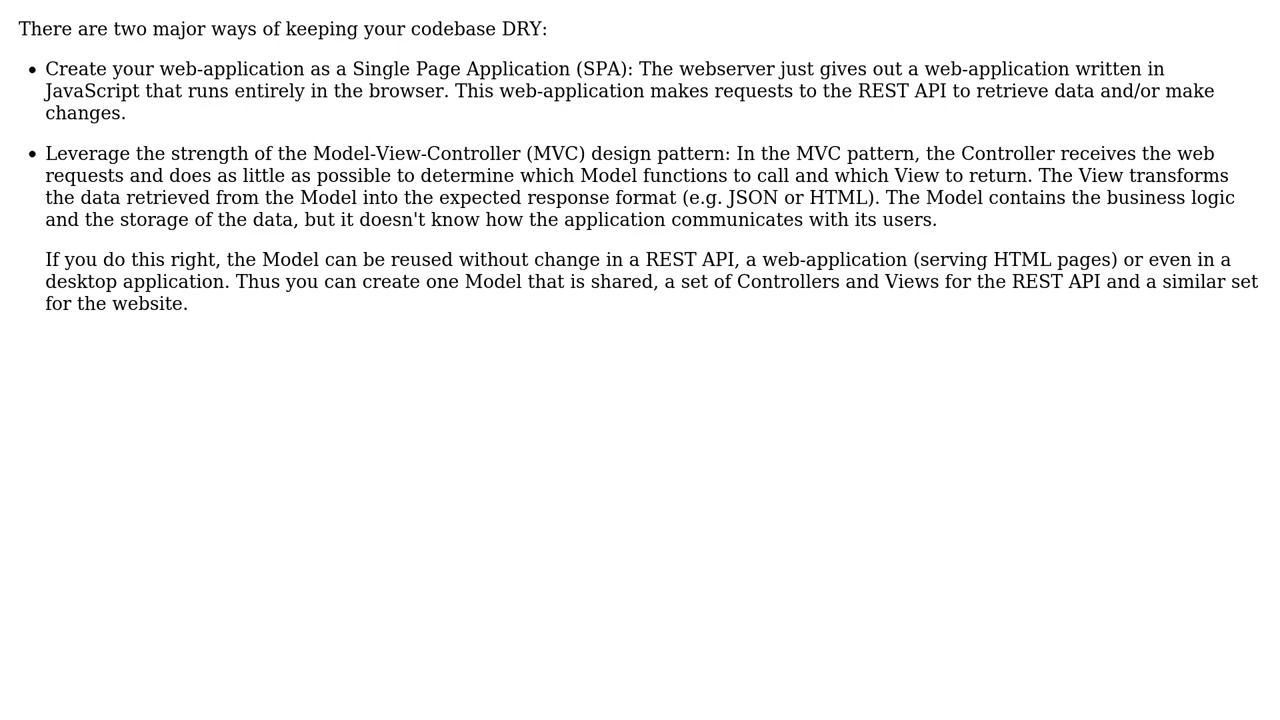 There are two major ways of keeping your codebase DRY:
• Create your web-application as a Single Page Application (SPA): The webserver just gives out a web-application written in
JavaScript that runs entirely in the browser. This web-application makes requests to the REST API to retrieve data and/or make
changes.
• Leverage the strength of the Model-View-Controller (MVC) design pattern: In the MVC pattern, the Controller receives the web
requests and does as little as possible to determine which Model functions to call and which View to return. The View transforms
the data retrieved from the Model into the expected response format (e.g. JSON or HTML). The Model contains the business logic
and the storage of the data, but it doesn't know how the application communicates with its users.
If you do this right, the Model can be reused without change in a REST API, a web-application (serving HTML pages) or even in a
desktop application. Thus you can create one Model that is shared, a set of Controllers and Views for the REST API and a similar set
for the website.